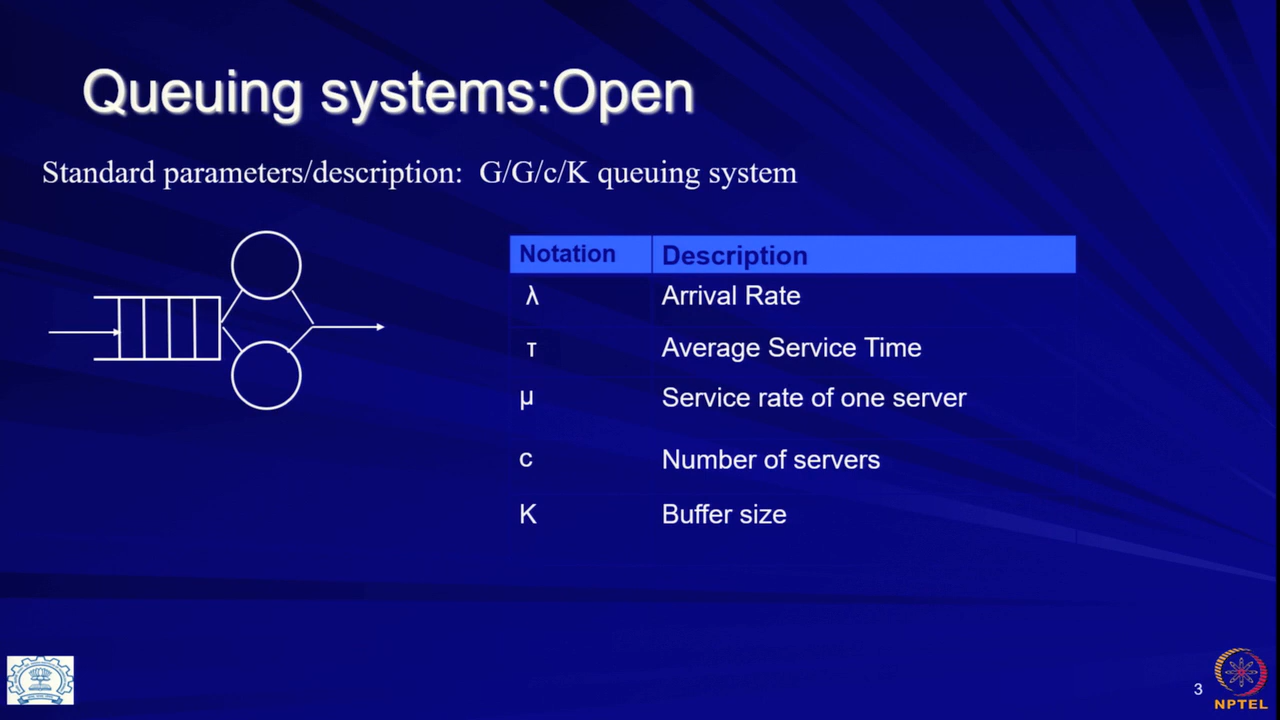 Queuing systems:Open
Standard parameters/description: G/G/c/K queuing system
Notation Description
λ Arrival Rate
τ Average Service Time
μ Service rate of one server
c Number of servers
K Buffer size
3
NPTEL